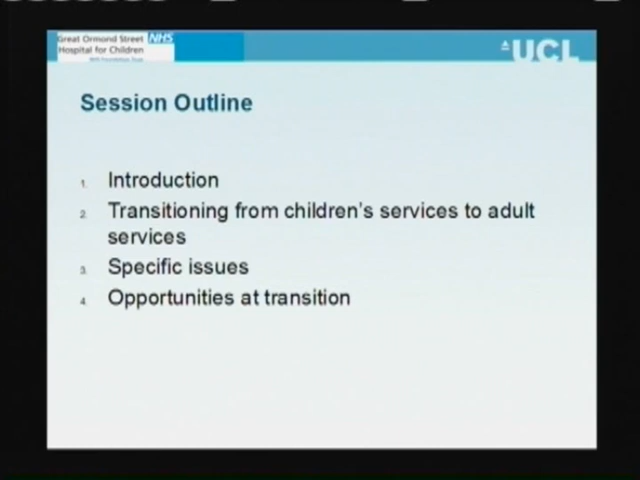 Great Ormond Street NHS
Hospital for Children
NHS Foundation Trust
UCL
Session Outline
1. Introduction
2. Transitioning from children's services to adult
services
3. Specific issues
4. Opportunities at transition